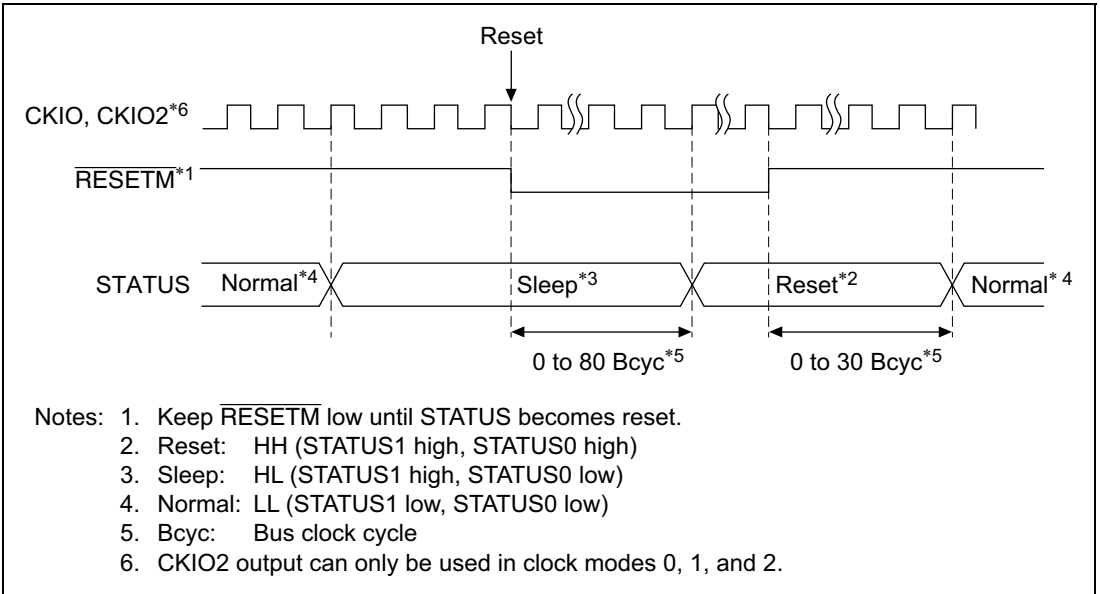 Reset
CKIO, CKIO2*6
RESETM*1
STATUS Normal*4 Sleep*3 Reset*2 Normal* 4
0 to 80 Bcyc*5 0 to 30 Bcyc*5
Notes: 1. Keep RESETM low until STATUS becomes reset.
2. Reset: HH (STATUS1 high, STATUS0 high)
3. Sleep: HL (STATUS1 high, STATUS0 low)
4. Normal: LL (STATUS1 low, STATUS0 low)
5. Bcyc: Bus clock cycle
6. CKIO2 output can only be used in clock modes 0, 1, and 2.